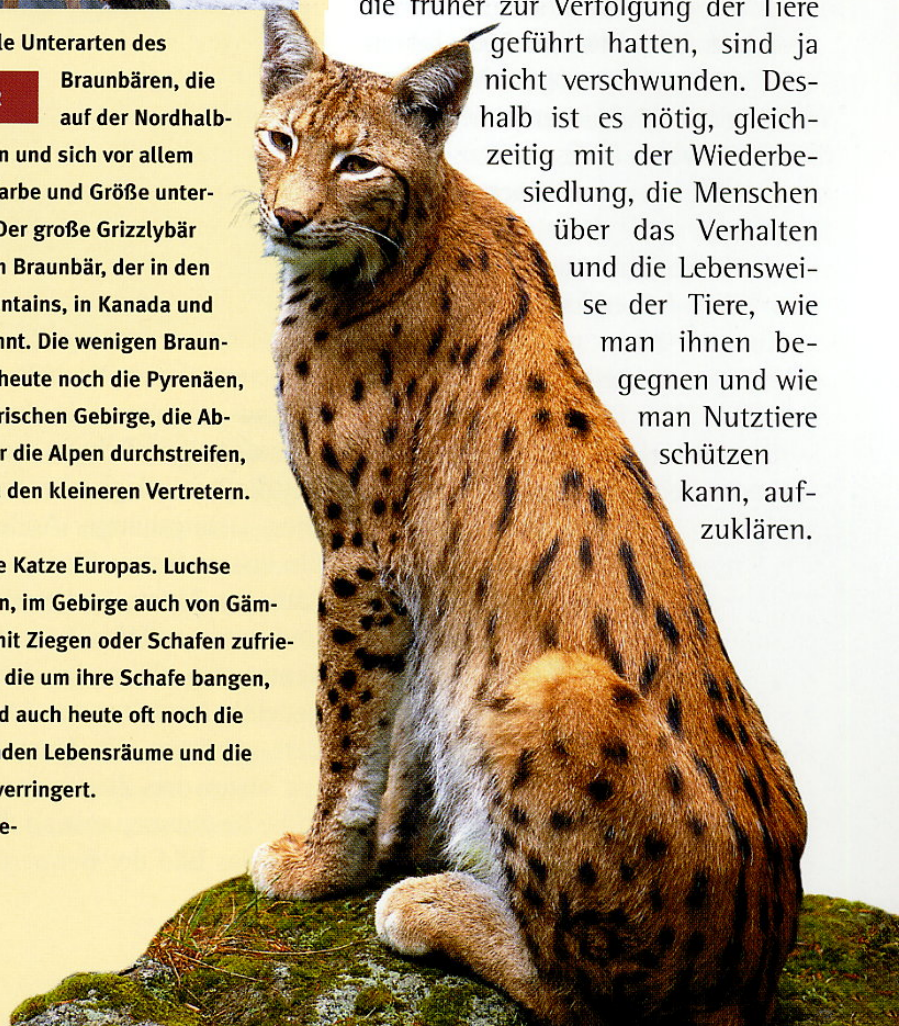 le Unterarten des
Braunbären, die
auf der Nordhalb-
n und sich vor allem
arbe und Größe unter-
Der große Grizzlybär
n Braunbär, der in den
ntains, in Kanada und
nnt. Die wenigen Braun-
heute noch die Pyrenäen,
rischen Gebirge, die Ab-
r die Alpen durchstreifen,
den kleineren Vertretern.
e Katze Europas. Luchse
n, im Gebirge auch von Gäm-
nit Ziegen oder Schafen zufrie-
die um ihre Schafe bangen,
d auch heute oft noch die
den Lebensräume und die
verringert.
e-
die früher zur Verfolgung der Tiere
geführt hatten, sind ja
nicht verschwunden. Des-
halb ist es nötig, gleich-
zeitig mit der Wiederbe-
siedlung, die Menschen
über das Verhalten
und die Lebenswei-
se der Tiere, wie
man ihnen be-
gegnen und wie
man Nutztiere
schützen
kann, auf-
zuklären.